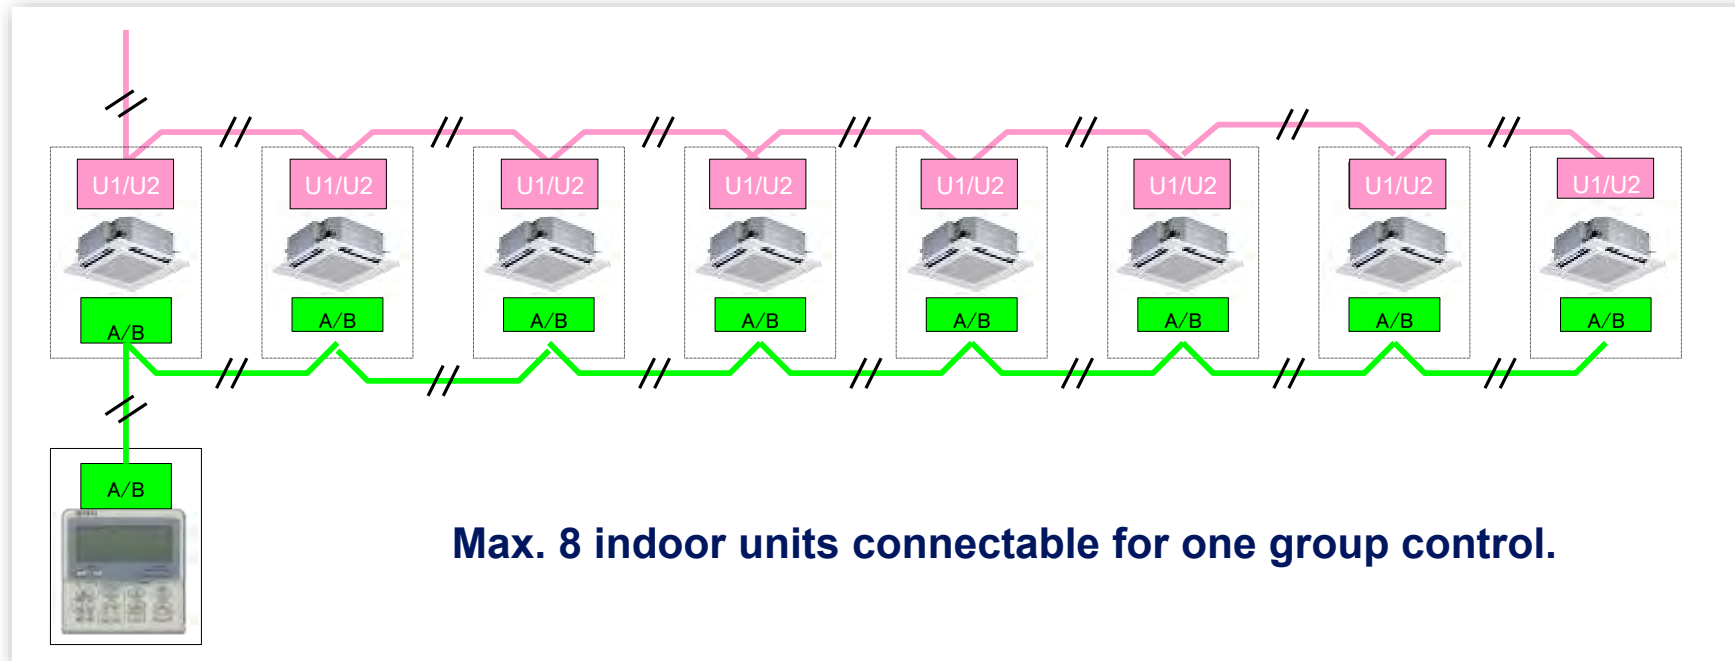 U1/U2 U1/U2 U1/U2 U1/U2 U1/U2 U1/U2 U1/U2 U1/U2
A/B A/B A/B A/B A/B A/B A/B A/B
A/B
Max. 8 indoor units connectable for one group control.